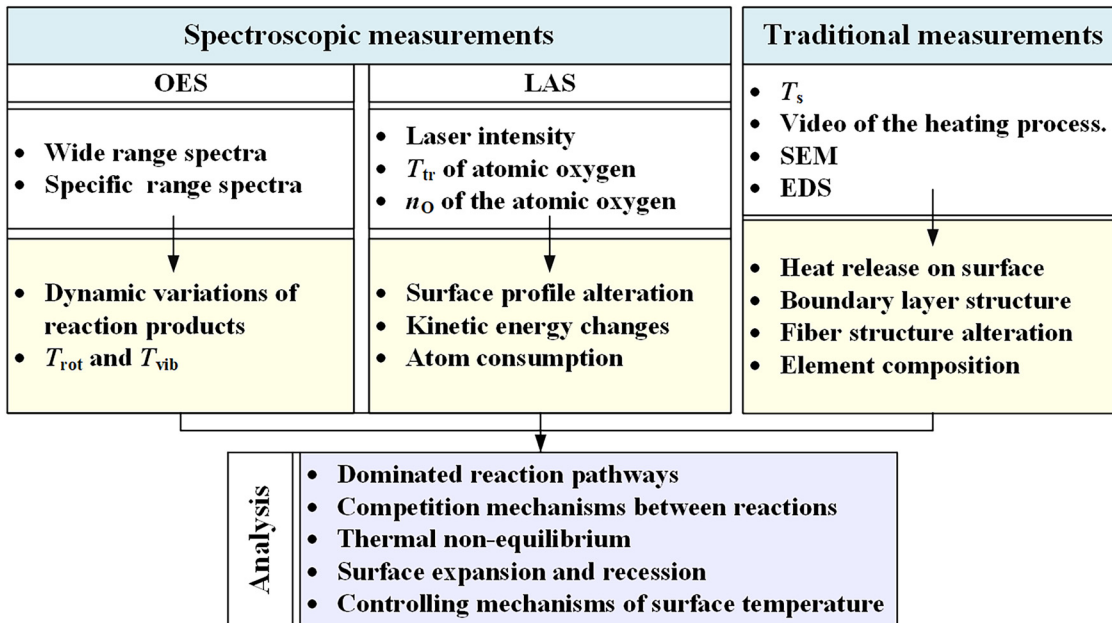 Spectroscopic measurements
Traditional measurements
OES
LAS
• Wide range spectra
• Specific range spectra
• Laser intensity
• Ttr of atomic oxygen
• nO of the atomic oxygen
• Ts
• Video of the heating process.
• SEM
• EDS
• Dynamic variations of
reaction products
• Trot and Tvib
• Surface profile alteration
• Kinetic energy changes
• Atom consumption
• Heat release on surface
• Boundary layer structure
• Fiber structure alteration
• Element composition
Analysis
• Dominated reaction pathways
• Competition mechanisms between reactions
• Thermal non-equilibrium
• Surface expansion and recession
• Controlling mechanisms of surface temperature